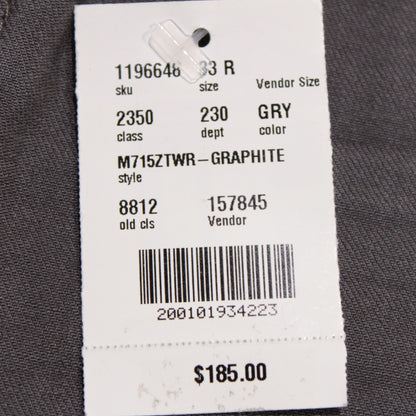 1196648 33 R
sku size Vendor Size
2350 230 GRY
class dept color
M715ZTWR-GRAPHITE
style
8812 157845
old cls Vendor
200101934223
$185.00